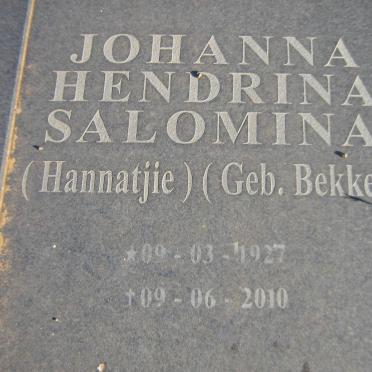 JOHANNA
HENDRINA
SALOMINA
(Hannatjie) (Geb. Bekke
★09 - 03 - 1927
†09 - 06 - 2010